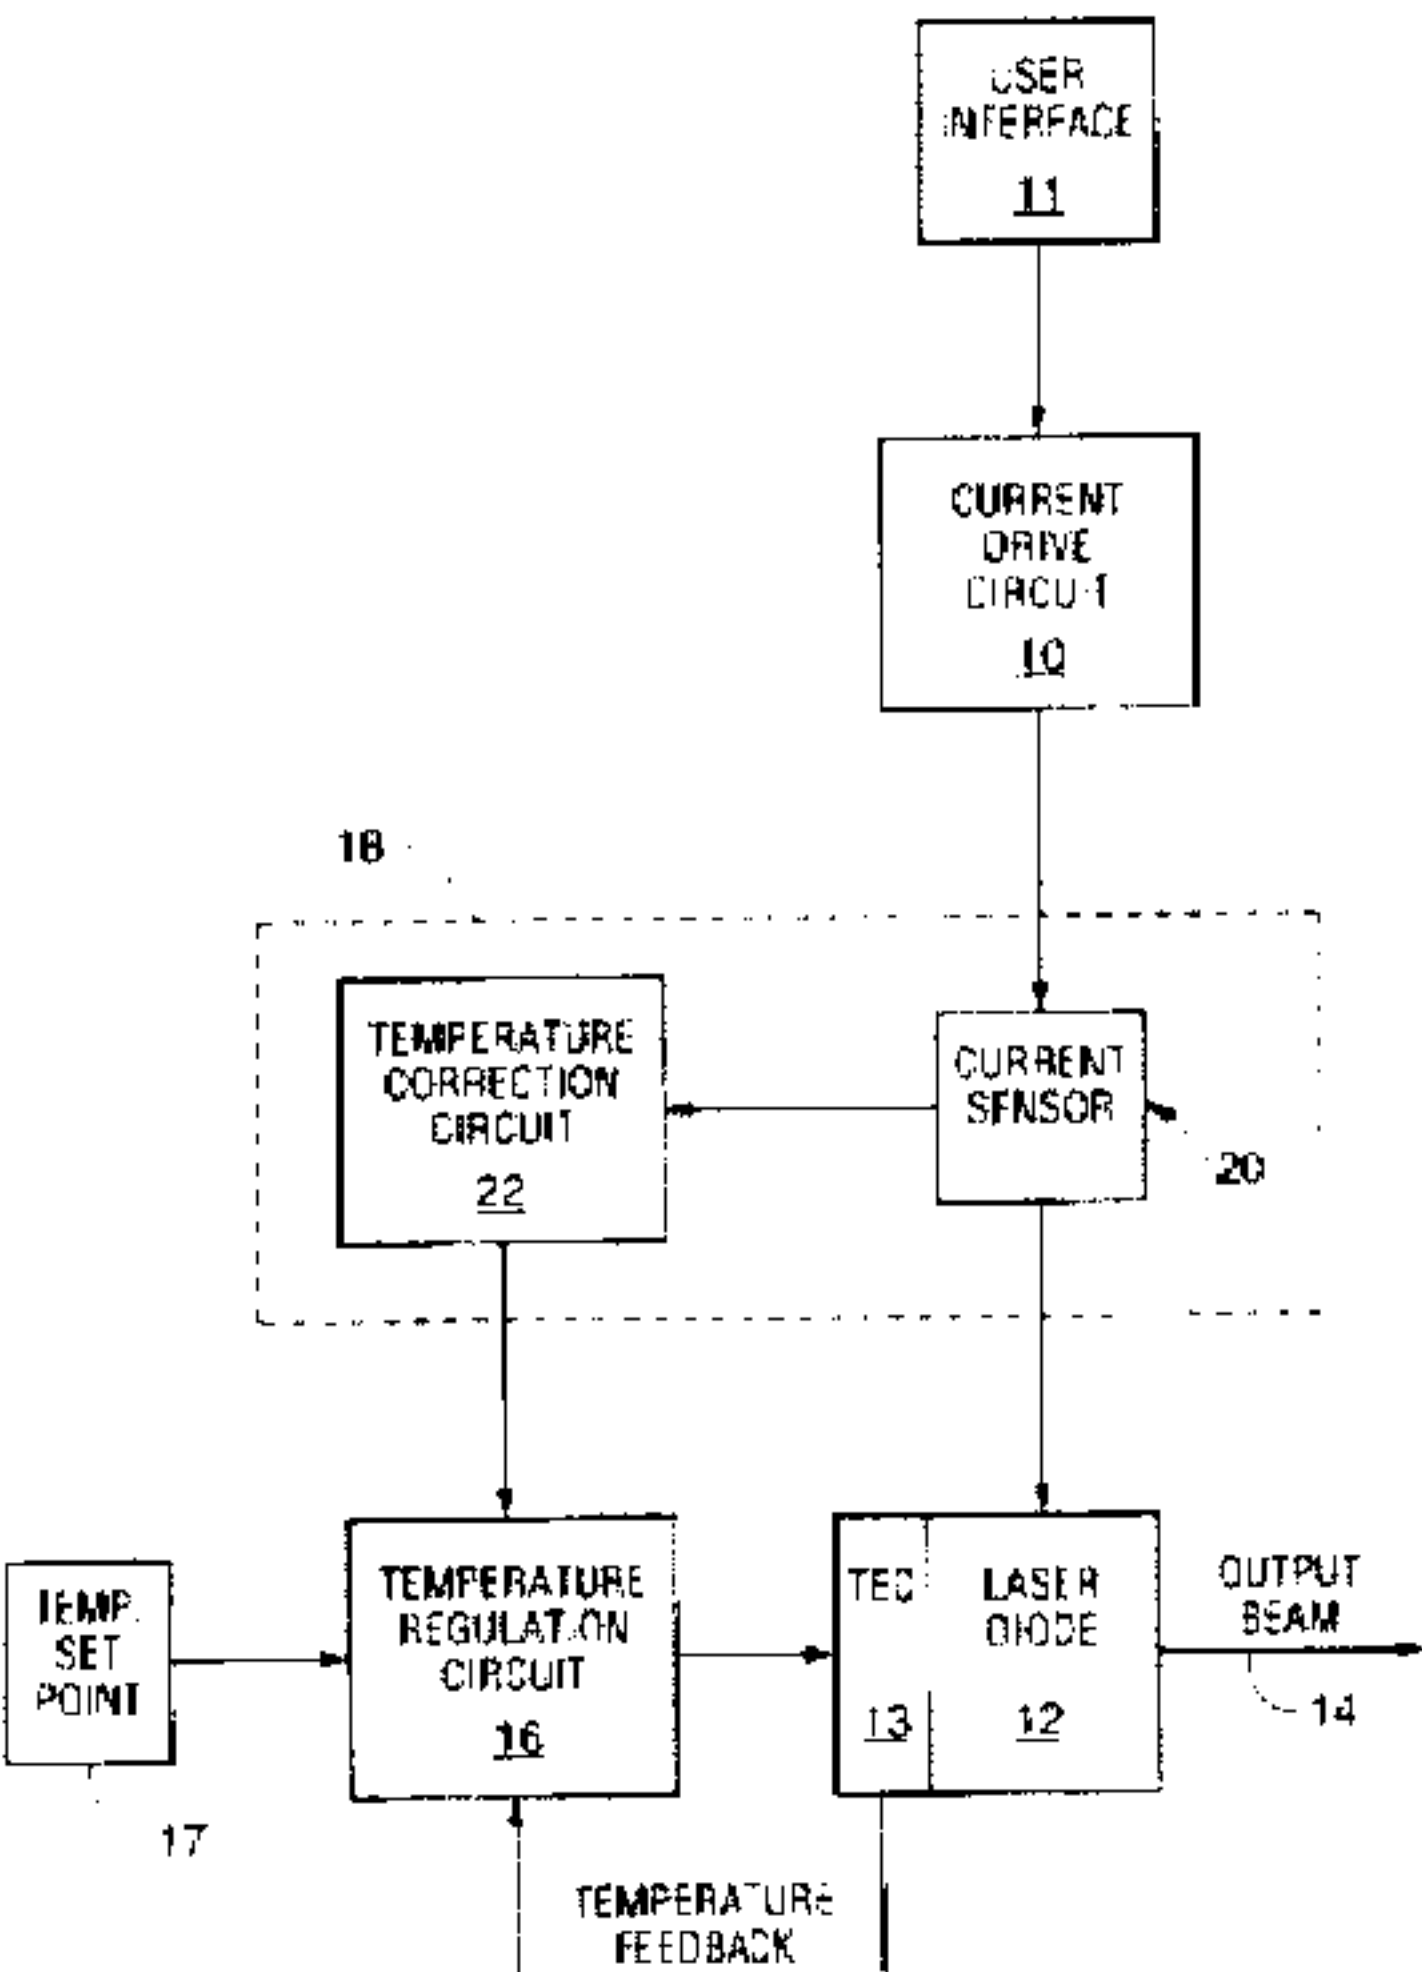 USER
INTERFACE
11
CURRENT
DRIVE
CIRCUIT
10
18
TEMPERATURE
CORRECTION
CIRCUIT
22
CURRENT
SENSOR
20
TEMP.
SET
POINT
17
TEMPERATURE
REGULATION
CIRCUIT
16
TEC
13
LASER
DIODE
12
OUTPUT
BEAM
14
TEMPERATURE
FEEDBACK